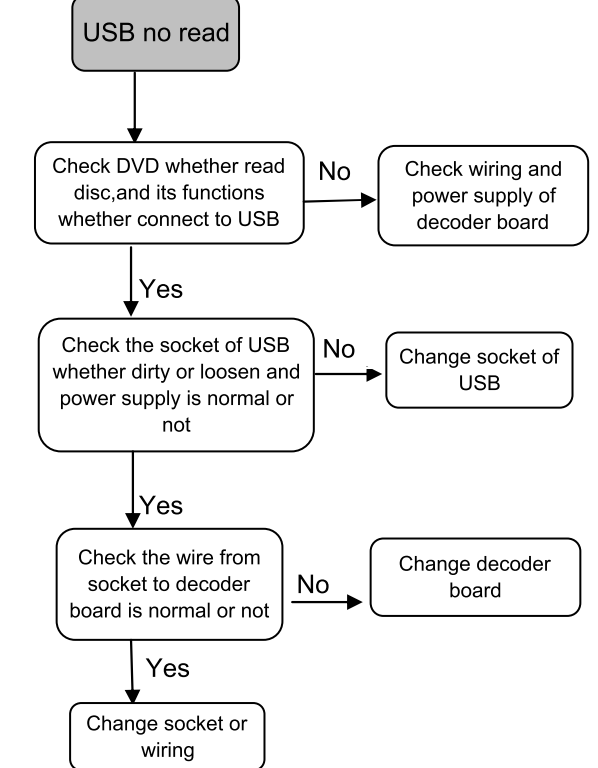 USB no read
Check DVD whether read
disc,and its functions
whether connect to USB
No
Check wiring and
power supply of
decoder board
Yes
Check the socket of USB
whether dirty or loosen and
power supply is normal or
not
No
Change socket of
USB
Yes
Check the wire from
socket to decoder
board is normal or not
No
Change decoder
board
Yes
Change socket or
wiring